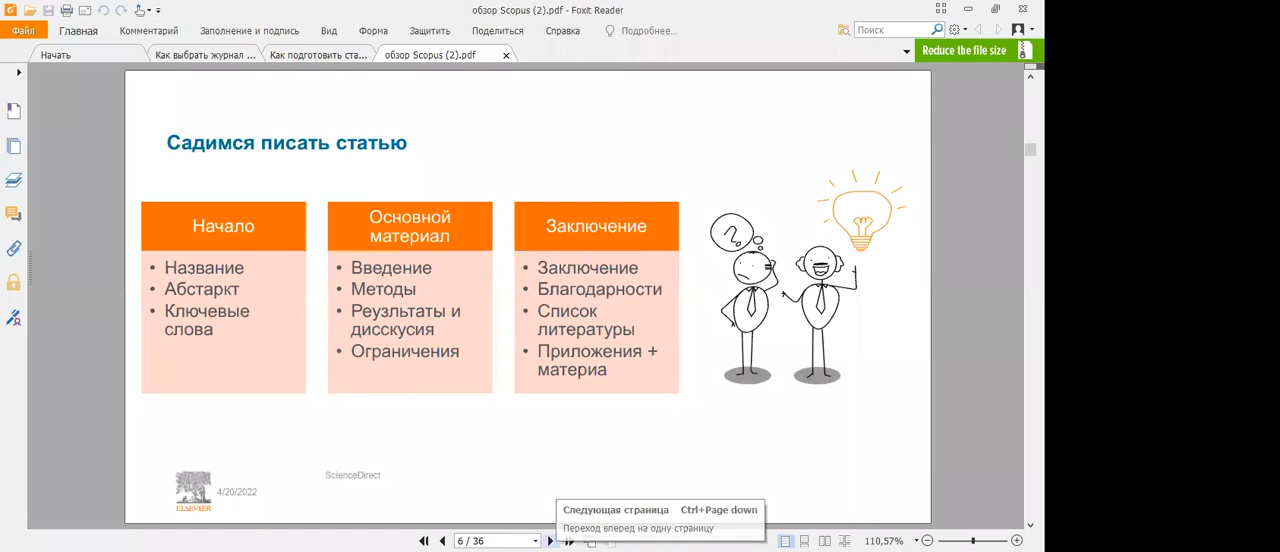 обзор Scopus (2).pdf - Foxit Reader
Файл Главная Комментарий Заполнение и подпись Вид Форма Защитить Поделиться Справка Подробнее... Поиск
Начать Как выбрать журнал ... Как подготовить ста... обзор Scopus (2).pdf Reduce the file size
Садимся писать статью
Начало
• Название
• Абстаркт
• Ключевые
слова
Основной
материал
• Введение
• Методы
• Реузльтаты и
дисскусия
• Ограничения
Заключение
• Заключение
• Благодарности
• Список
литературы
• Приложения +
материа
?
ELSEVIER
4/20/2022
ScienceDirect
Следующая страница Ctrl+Page down
Переход вперед на одну страницу
6 / 36 110,57%